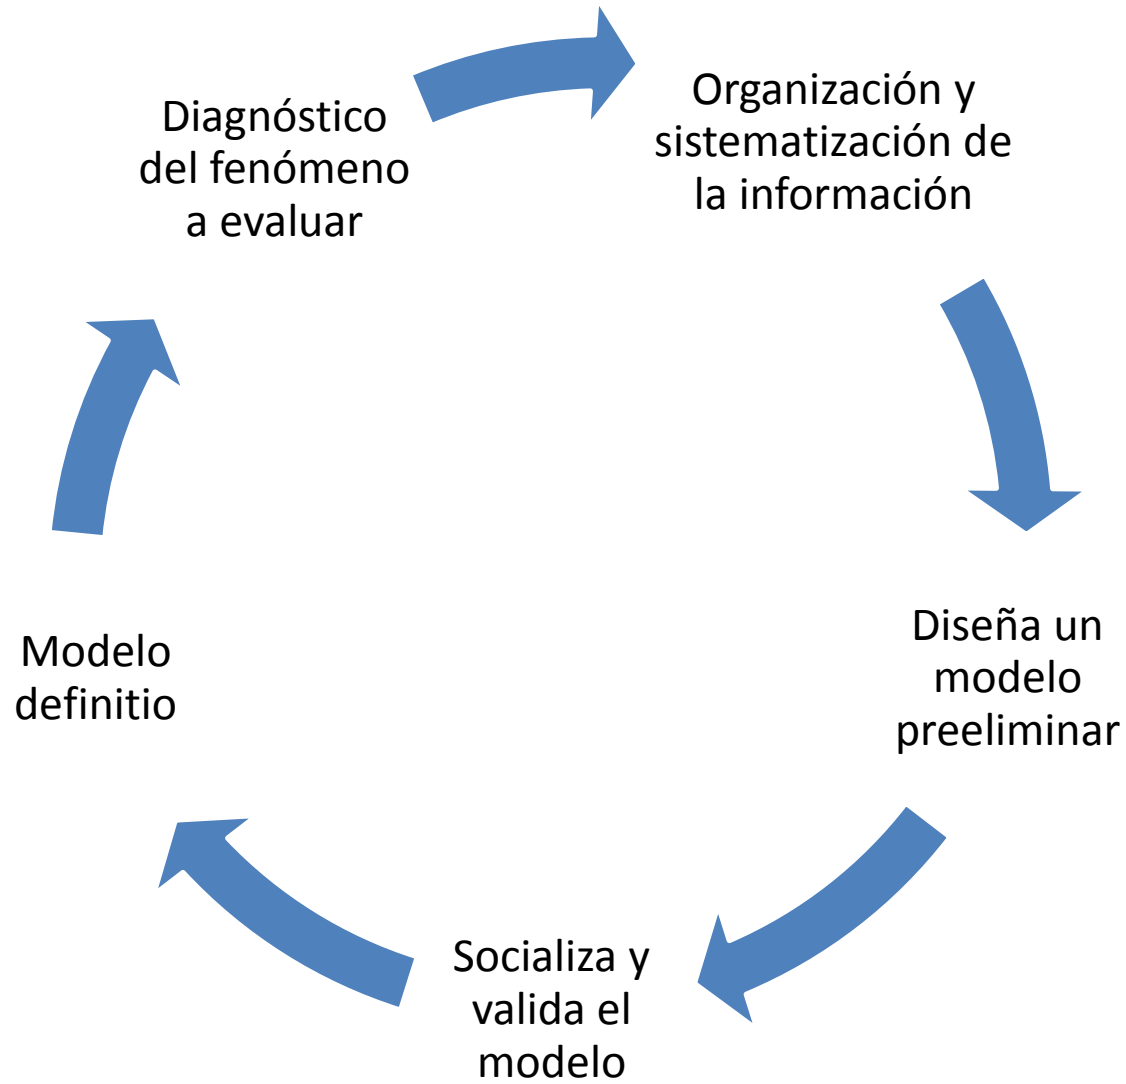 Diagnóstico
del fenómeno
a evaluar
Organización y
sistematización de
la información
Diseña un
modelo
preeliminar
Socializa y
valida el
modelo
Modelo
definitio